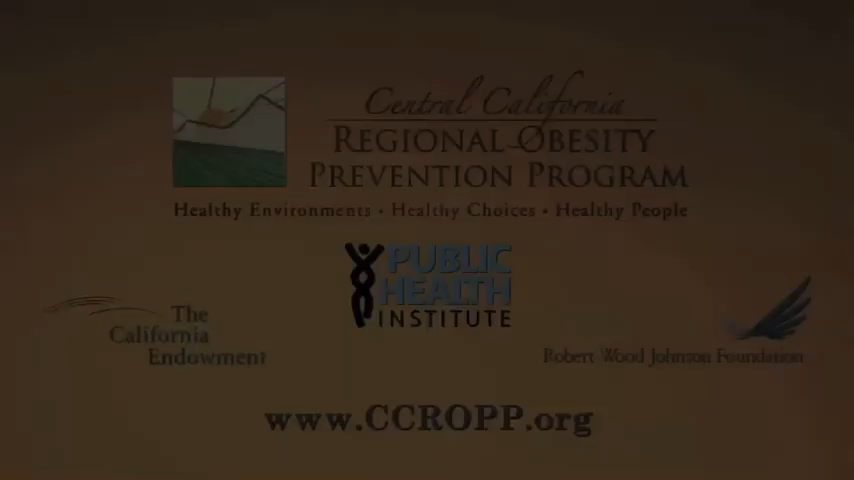 Central California
REGIONAL OBESITY
PREVENTION PROGRAM
Healthy Environments • Healthy Choices • Healthy People
PUBLIC
HEALTH
INSTITUTE
The
California
Endowment
Robert Wood Johnson Foundation
www.CCROPP.org